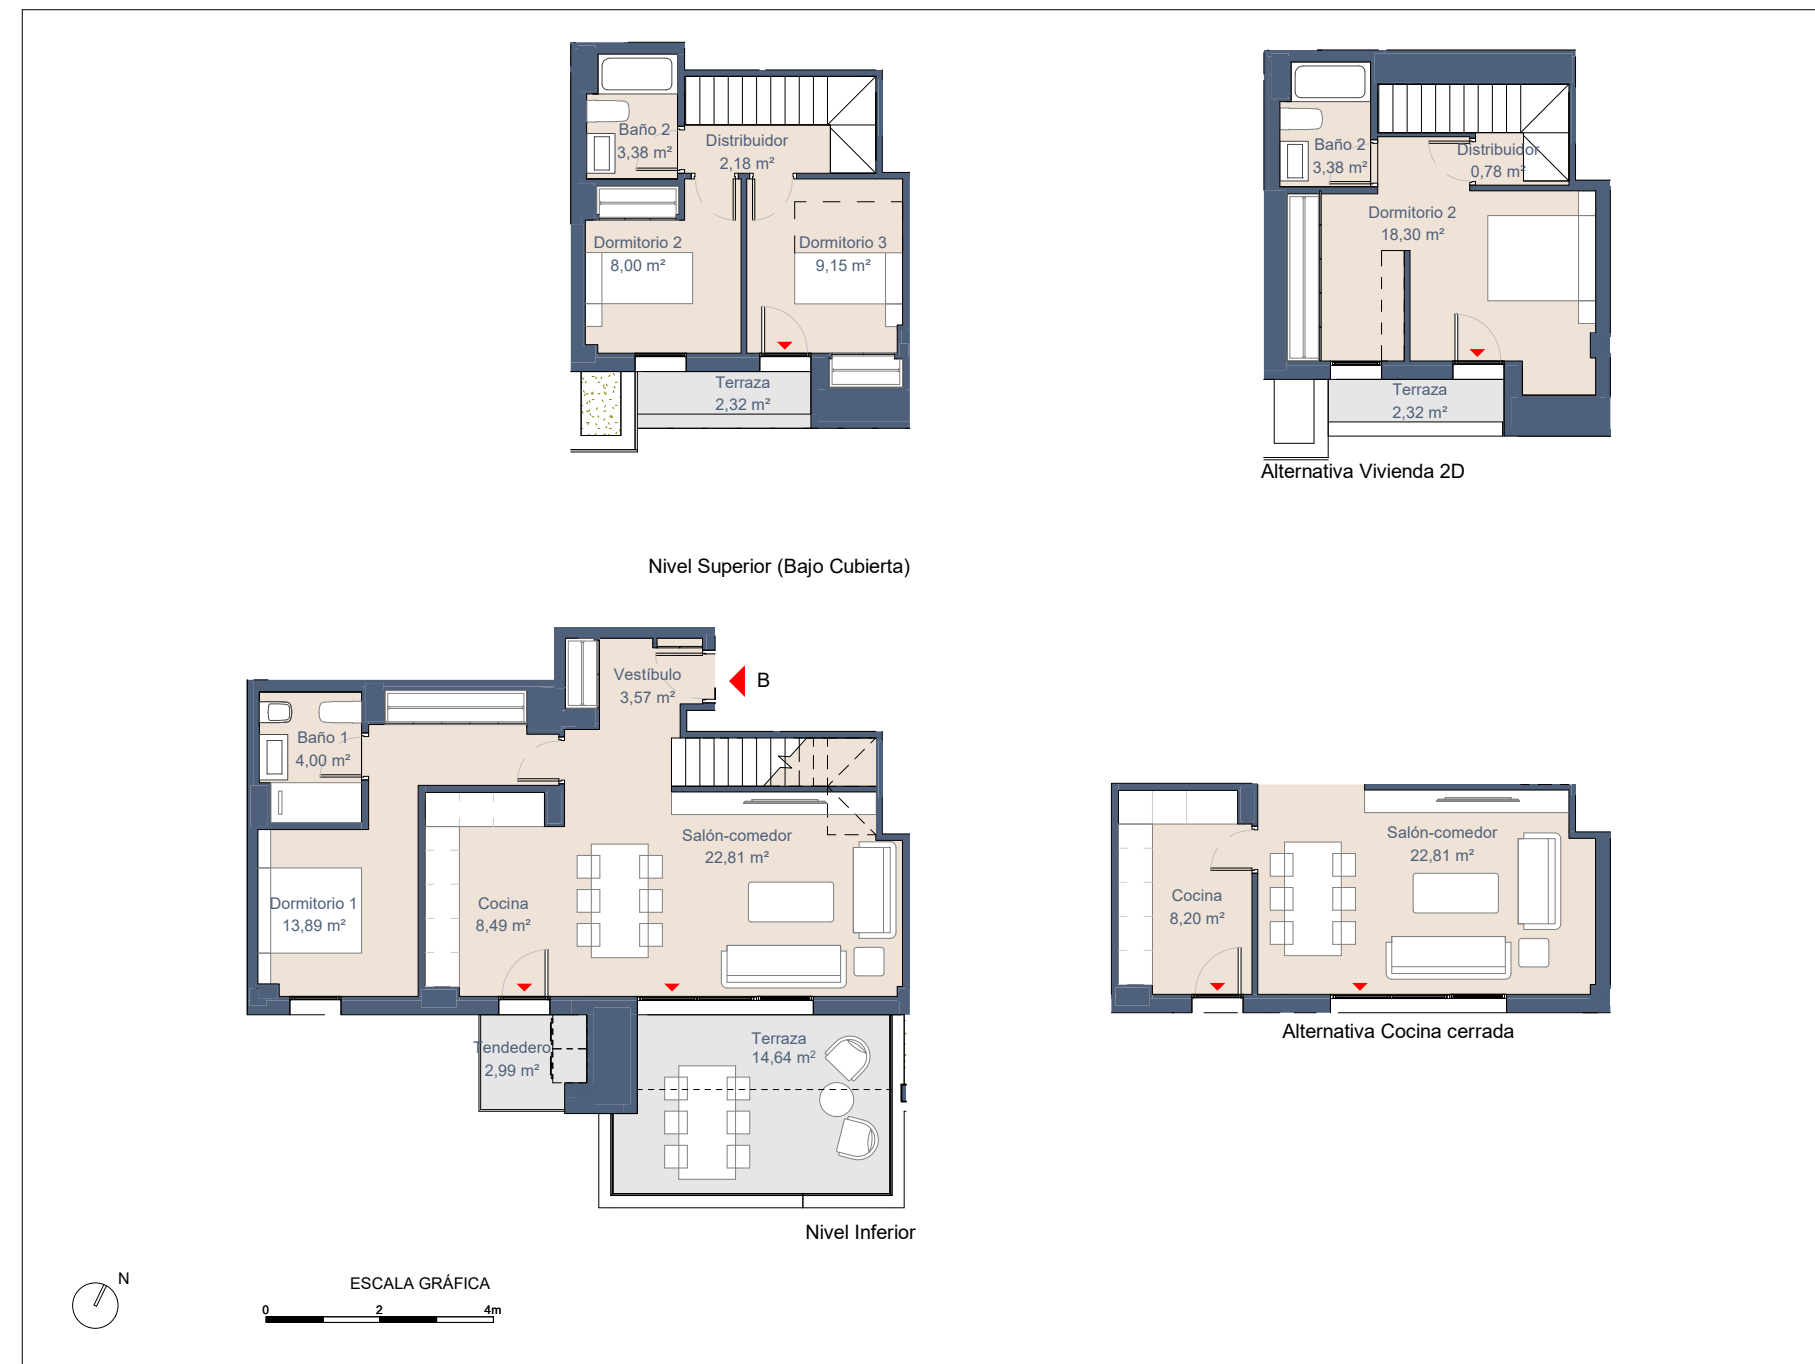 Baño 2
3,38 m²
Distribuidor
2,18 m²
Dormitorio 2
8,00 m²
Dormitorio 3
9,15 m²
Terraza
2,32 m²
Baño 2
3,38 m²
Distribuidor
0,78 m²
Dormitorio 2
18,30 m²
Terraza
2,32 m²
Alternativa Vivienda 2D
Nivel Superior (Bajo Cubierta)
Vestíbulo
3,57 m²
B
Baño 1
4,00 m²
Salón-comedor
22,81 m²
Dormitorio 1
13,89 m²
Cocina
8,49 m²
Tendedero
2,99 m²
Terraza
14,64 m²
Nivel Inferior
Salón-comedor
22,81 m²
Cocina
8,20 m²
Alternativa Cocina cerrada
N
ESCALA GRÁFICA
0 2 4m